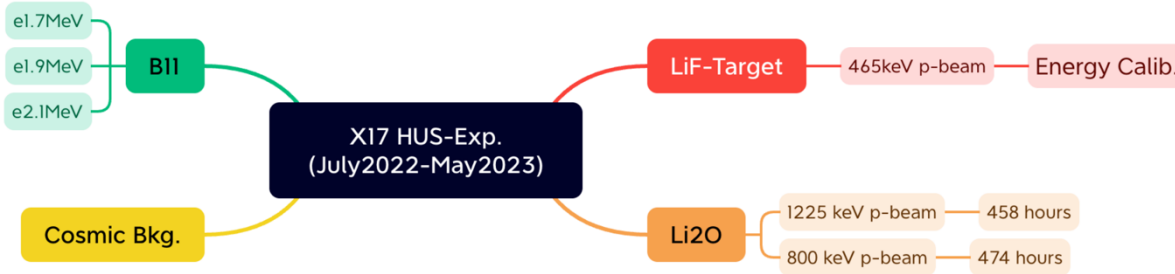 e1.7MeV
e1.9MeV
e2.1MeV
B11
Cosmic Bkg.
X17 HUS-Exp.
(July2022-May2023)
LiF-Target
465keV p-beam
Energy Calib.
Li2O
1225 keV p-beam
458 hours
800 keV p-beam
474 hours